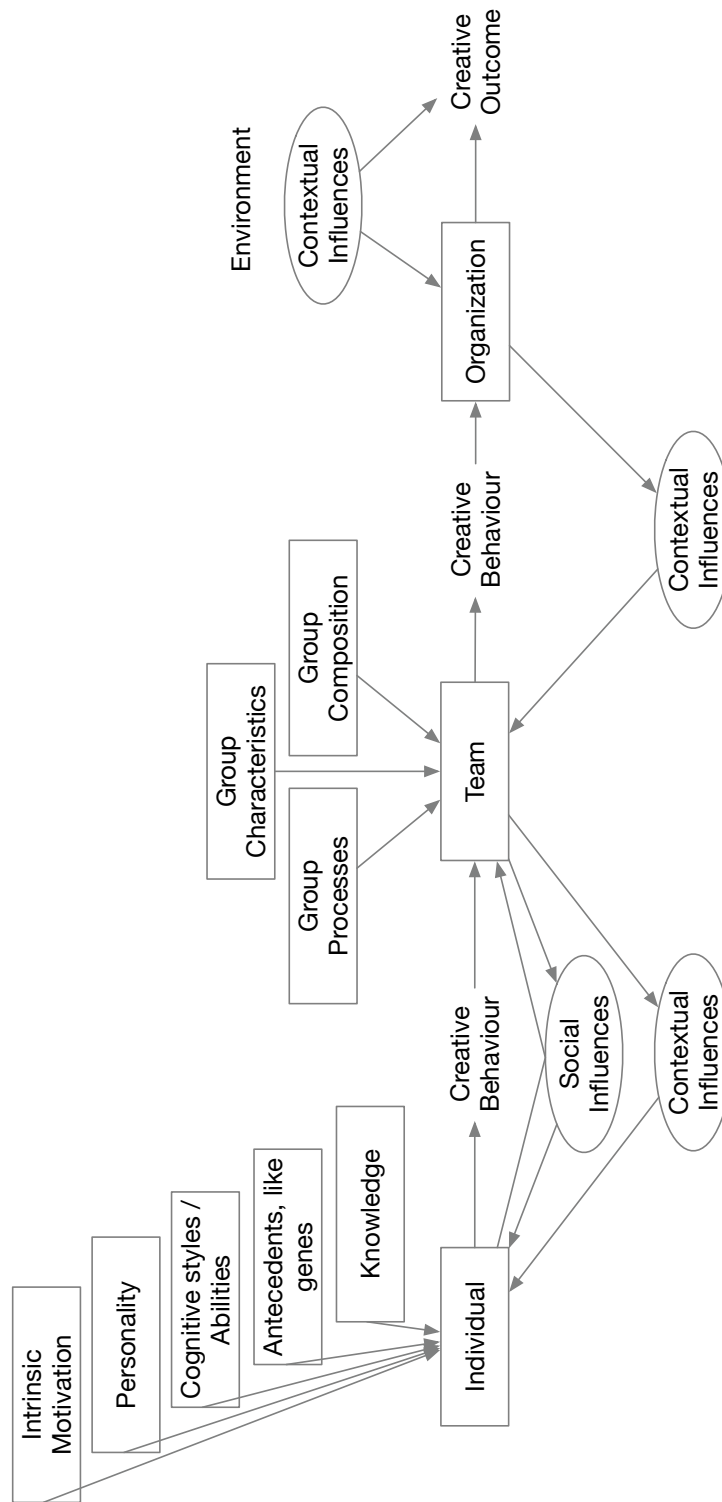 Intrinsic
Motivation
Personality
Cognitive styles /
Abilities
Antecedents, like
genes
Knowledge
Individual
Creative
Behaviour
Social
Influences
Contextual
Influences
Group
Characteristics
Group
Processes
Group
Composition
Team
Creative
Behaviour
Contextual
Influences
Environment
Contextual
Influences
Organization
Creative
Outcome